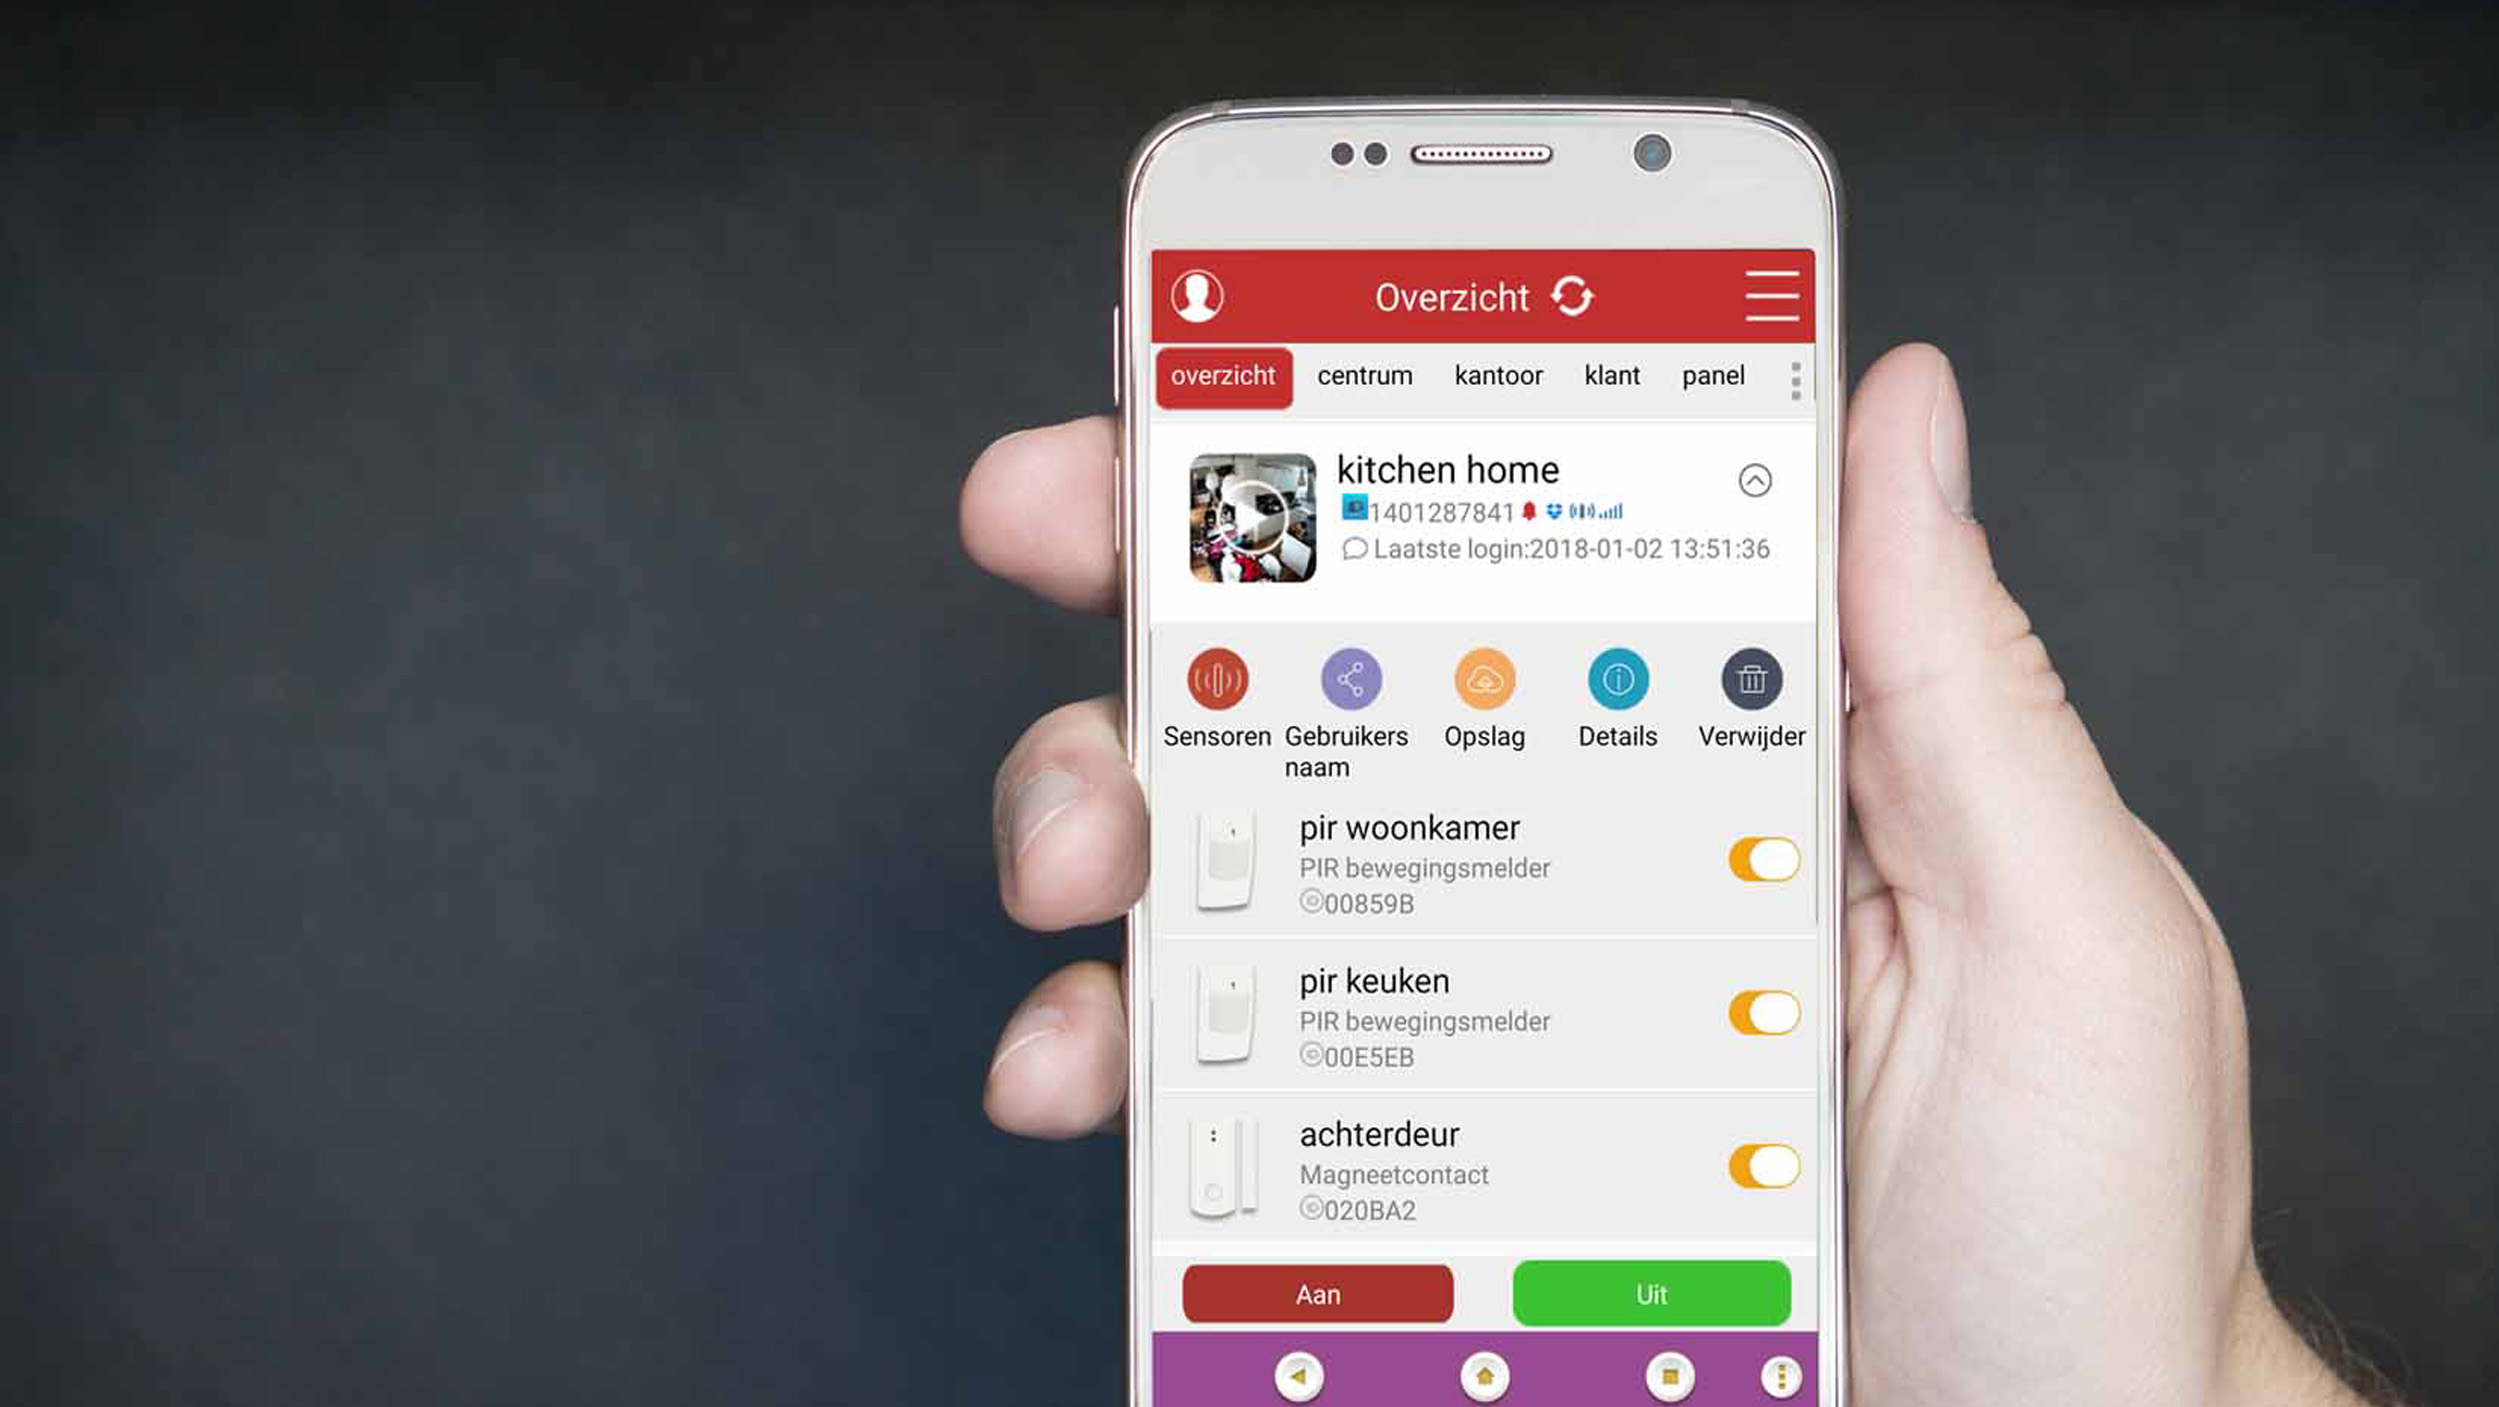 Overzicht
overzicht centrum kantoor klant panel
kitchen home
1401287841
Laatste login:2018-01-02 13:51:36
Sensoren Gebruikers Opslag Details Verwijder
naam
pir woonkamer
PIR bewegingsmelder
00859B
pir keuken
PIR bewegingsmelder
00E5EB
achterdeur
Magneetcontact
020BA2
Aan Uit